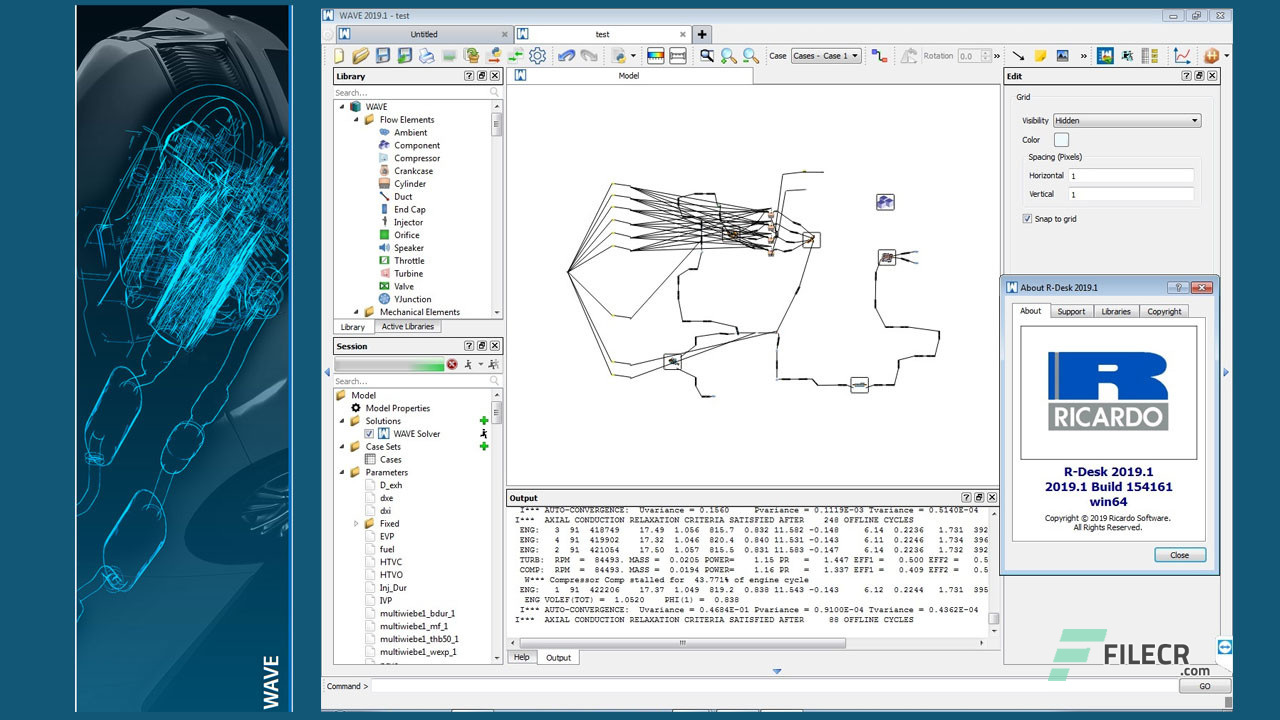 WAVE
WAVE 2019.1 - test
Untitled
test
Case
Cases - Case 1
Rotation
0.0
»
»
»
Library
Search...
WAVE
Flow Elements
Ambient
Component
Compressor
Crankcase
Cylinder
Duct
End Cap
Injector
Orifice
Speaker
Throttle
Turbine
Valve
YJunction
Mechanical Elements
Library
Active Libraries
Session
Search...
Model
Model Properties
Solutions
WAVE Solver
Case Sets
Cases
Parameters
D_exh
dxe
dxi
Fixed
EVP
fuel
HTVC
HTVO
Inj_Dur
IVP
multiwiebe1_bdur_1
multiwiebe1_mf_1
multiwiebe1_thb50_1
multiwiebe1_wexp_1
Model
Output
I*** AUTO-CONVERGENCE: Uvariance = 0.1560 Pvariance = 0.1119E-03 Tvariance = 0.5140E-04
I*** AXIAL CONDUCTION RELAXATION CRITERIA SATISFIED AFTER 248 OFFLINE CYCLES
ENG: 3 91 418749 17.49 1.056 815.7 0.832 11.582 -0.148 6.14 0.2236 1.731 392
ENG: 4 91 419902 17.32 1.046 820.4 0.840 11.531 -0.143 6.11 0.2246 1.734 396
ENG: 2 91 421054 17.50 1.057 815.5 0.831 11.583 -0.147 6.14 0.2236 1.732 392
TURB: RPM = 84493. MASS = 0.0205 POWER= 1.15 PR = 1.447 EFF1 = 0.500 EFF2 = 0.5
COMP: RPM = 84493. MASS = 0.0194 POWER= 1.16 PR = 1.337 EFF1 = 0.409 EFF2 = 0.5
W*** Compressor Comp stalled for 43.771% of engine cycle
ENG: 1 91 422206 17.37 1.049 819.2 0.838 11.543 -0.143 6.12 0.2244 1.731 395
ENG VOLEF(TOT) = 1.0520 PHI(1) = 0.838
I*** AUTO-CONVERGENCE: Uvariance = 0.4684E-01 Pvariance = 0.9100E-04 Tvariance = 0.4362E-04
I*** AXIAL CONDUCTION RELAXATION CRITERIA SATISFIED AFTER 88 OFFLINE CYCLES
Help
Output
Command >
GO
Edit
Grid
Visibility
Hidden
Color
Spacing (Pixels)
Horizontal
1
Vertical
1
Snap to grid
About R-Desk 2019.1
About
Support
Libraries
Copyright
R
RICARDO
R-Desk 2019.1
2019.1 Build 154161
win64
Copyright © 2019 Ricardo Software.
All Rights Reserved.
Close
FILECR
.com